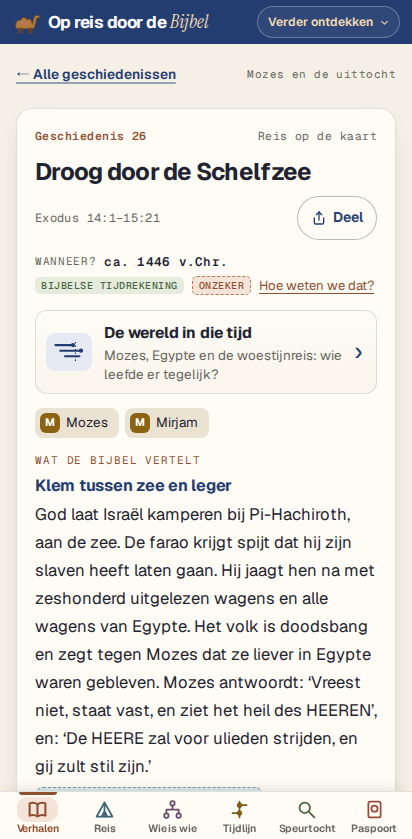 Op reis door de Bijbel
Verder ontdekken
← Alle geschiedenissen
Mozes en de uittocht
Geschiedenis 26
Reis op de kaart
Droog door de Schelfzee
Exodus 14:1–15:21
Deel
WANNEER? ca. 1446 v.Chr.
BIJBELSE TIJDREKENING ONZEKER Hoe weten we dat?
De wereld in die tijd
Mozes, Egypte en de woestijnreis: wie
leefde er tegelijk?
M Mozes
M Mirjam
WAT DE BIJBEL VERTELT
Klem tussen zee en leger
God laat Israël kamperen bij Pi-Hachiroth,
aan de zee. De farao krijgt spijt dat hij zijn
slaven heeft laten gaan. Hij jaagt hen na met
zeshonderd uitgelezen wagens en alle
wagens van Egypte. Het volk is doodsbang
en zegt tegen Mozes dat ze liever in Egypte
waren gebleven. Mozes antwoordt: ‘Vreest
niet, staat vast, en ziet het heil des HEEREN’,
en: ‘De HEERE zal voor ulieden strijden, en
gij zult stil zijn.’
Verhalen
Reis
Wie is wie
Tijdlijn
Speurtocht
Paspoort